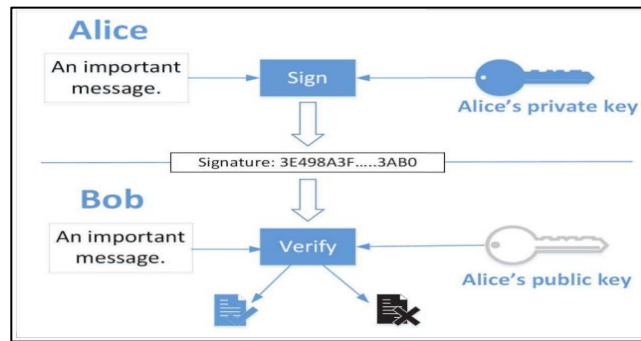 Alice
An important
message.
Sign
Alice's private key
Signature: 3E498A3F.....3AB0
Bob
An important
message.
Verify
Alice's public key